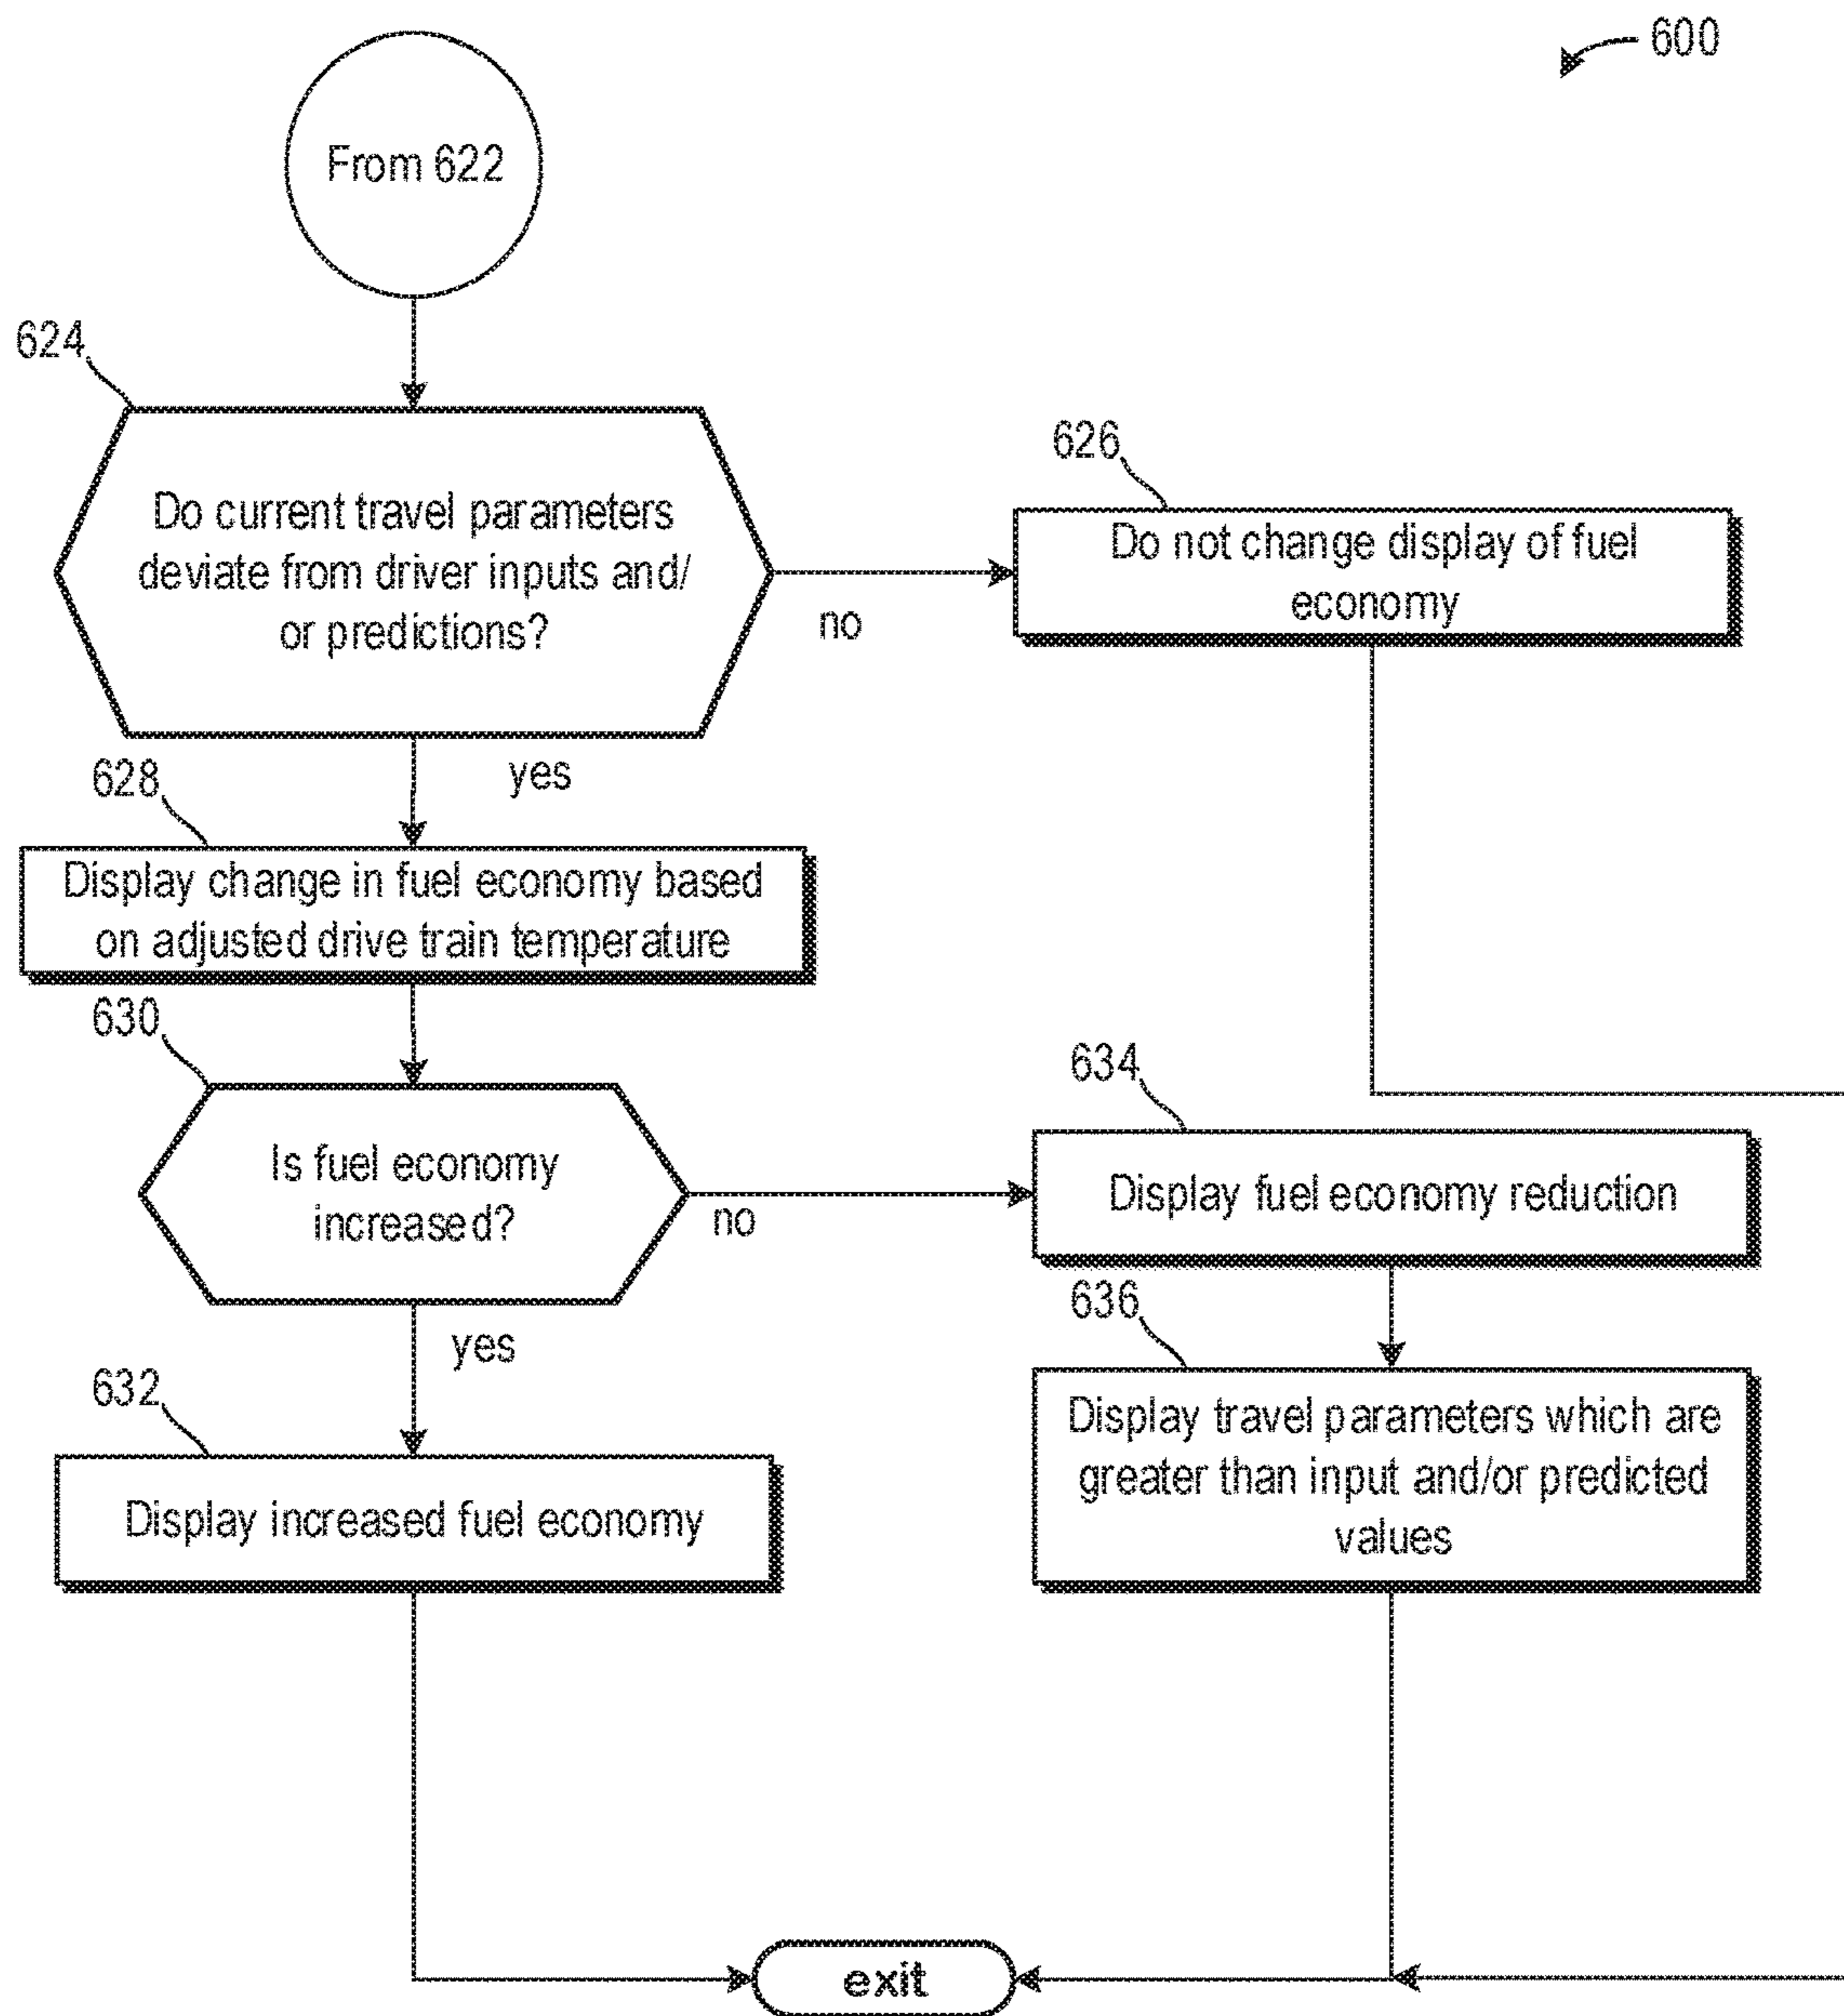 600
From 622
624
Do current travel parameters
deviate from driver inputs and/
or predictions?
no
626
Do not change display of fuel
economy
yes
628
Display change in fuel economy based
on adjusted drive train temperature
630
Is fuel economy
increased?
no
634
Display fuel economy reduction
yes
636
Display travel parameters which are
greater than input and/or predicted
values
632
Display increased fuel economy
exit